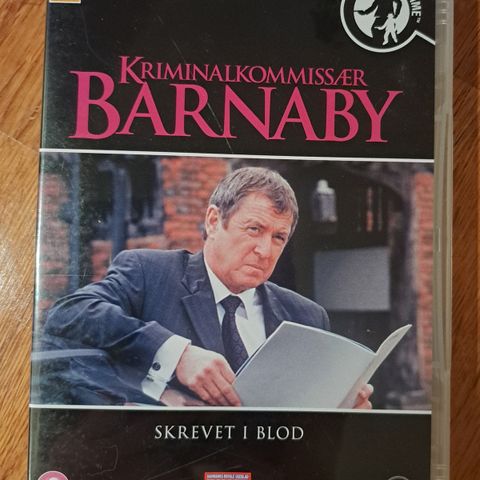 KRIMINALKOMMISSÆR
BARNABY
SKREVET I BLOD